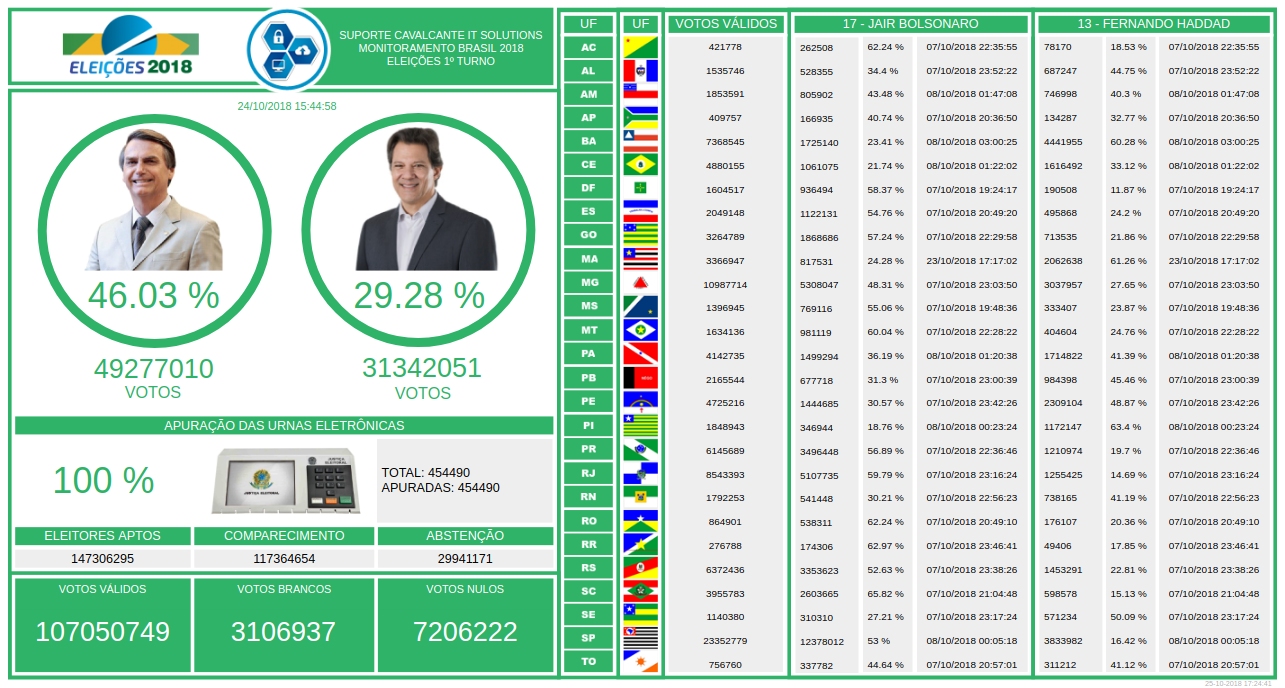 ELEIÇÕES 2018
SUPORTE CAVALCANTE IT SOLUTIONS
MONITORAMENTO BRASIL 2018
ELEIÇÕES 1º TURNO
24/10/2018 15:44:58
46.03 %
29.28 %
49277010
VOTOS
31342051
VOTOS
APURAÇÃO DAS URNAS ELETRÔNICAS
100 %
JUSTIÇA ELEITORAL
JUSTIÇA
ELEITORAL
TOTAL: 454490
APURADAS: 454490
ELEITORES APTOS COMPARECIMENTO ABSTENÇÃO
147306295 117364654 29941171
VOTOS VÁLIDOS VOTOS BRANCOS VOTOS NULOS
107050749 3106937 7206222
UF UF VOTOS VÁLIDOS 17 - JAIR BOLSONARO 13 - FERNANDO HADDAD
AC 421778 262508 62.24 % 07/10/2018 22:35:55 78170 18.53 % 07/10/2018 22:35:55
AL 1535746 528355 34.4 % 07/10/2018 23:52:22 687247 44.75 % 07/10/2018 23:52:22
AM 1853591 805902 43.48 % 08/10/2018 01:47:08 746998 40.3 % 08/10/2018 01:47:08
AP 409757 166935 40.74 % 07/10/2018 20:36:50 134287 32.77 % 07/10/2018 20:36:50
BA 7368545 1725140 23.41 % 08/10/2018 03:00:25 4441955 60.28 % 08/10/2018 03:00:25
CE 4880155 1061075 21.74 % 08/10/2018 01:22:02 1616492 33.12 % 08/10/2018 01:22:02
DF 1604517 936494 58.37 % 07/10/2018 19:24:17 190508 11.87 % 07/10/2018 19:24:17
ES 2049148 1122131 54.76 % 07/10/2018 20:49:20 495868 24.2 % 07/10/2018 20:49:20
GO 3264789 1868686 57.24 % 07/10/2018 22:29:58 713535 21.86 % 07/10/2018 22:29:58
MA 3366947 817531 24.28 % 23/10/2018 17:17:02 2062638 61.26 % 23/10/2018 17:17:02
MG 10987714 5308047 48.31 % 07/10/2018 23:03:50 3037957 27.65 % 07/10/2018 23:03:50
MS 1396945 769116 55.06 % 07/10/2018 19:48:36 333407 23.87 % 07/10/2018 19:48:36
MT 1634136 981119 60.04 % 07/10/2018 22:28:22 404604 24.76 % 07/10/2018 22:28:22
PA 4142735 1499294 36.19 % 08/10/2018 01:20:38 1714822 41.39 % 08/10/2018 01:20:38
PB 2165544 677718 31.3 % 07/10/2018 23:00:39 984398 45.46 % 07/10/2018 23:00:39
PE 4725216 1444685 30.57 % 07/10/2018 23:42:26 2309104 48.87 % 07/10/2018 23:42:26
PI 1848943 346944 18.76 % 08/10/2018 00:23:24 1172147 63.4 % 08/10/2018 00:23:24
PR 6145689 3496448 56.89 % 07/10/2018 22:36:46 1210974 19.7 % 07/10/2018 22:36:46
RJ 8543393 5107735 59.79 % 07/10/2018 23:16:24 1255425 14.69 % 07/10/2018 23:16:24
RN 1792253 541448 30.21 % 07/10/2018 22:56:23 738165 41.19 % 07/10/2018 22:56:23
RO 864901 538311 62.24 % 07/10/2018 20:49:10 176107 20.36 % 07/10/2018 20:49:10
RR 276788 174306 62.97 % 07/10/2018 23:46:41 49406 17.85 % 07/10/2018 23:46:41
RS 6372436 3353623 52.63 % 07/10/2018 23:38:26 1453291 22.81 % 07/10/2018 23:38:26
SC 3955783 2603665 65.82 % 07/10/2018 21:04:48 598578 15.13 % 07/10/2018 21:04:48
SE 1140380 310310 27.21 % 07/10/2018 23:17:24 571234 50.09 % 07/10/2018 23:17:24
SP 23352779 12378012 53 % 08/10/2018 00:05:18 3833982 16.42 % 08/10/2018 00:05:18
TO 756760 337782 44.64 % 07/10/2018 20:57:01 311212 41.12 % 07/10/2018 20:57:01
25-10-2018 17:24:41